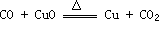 △
CO + CuO ═══ Cu + CO₂